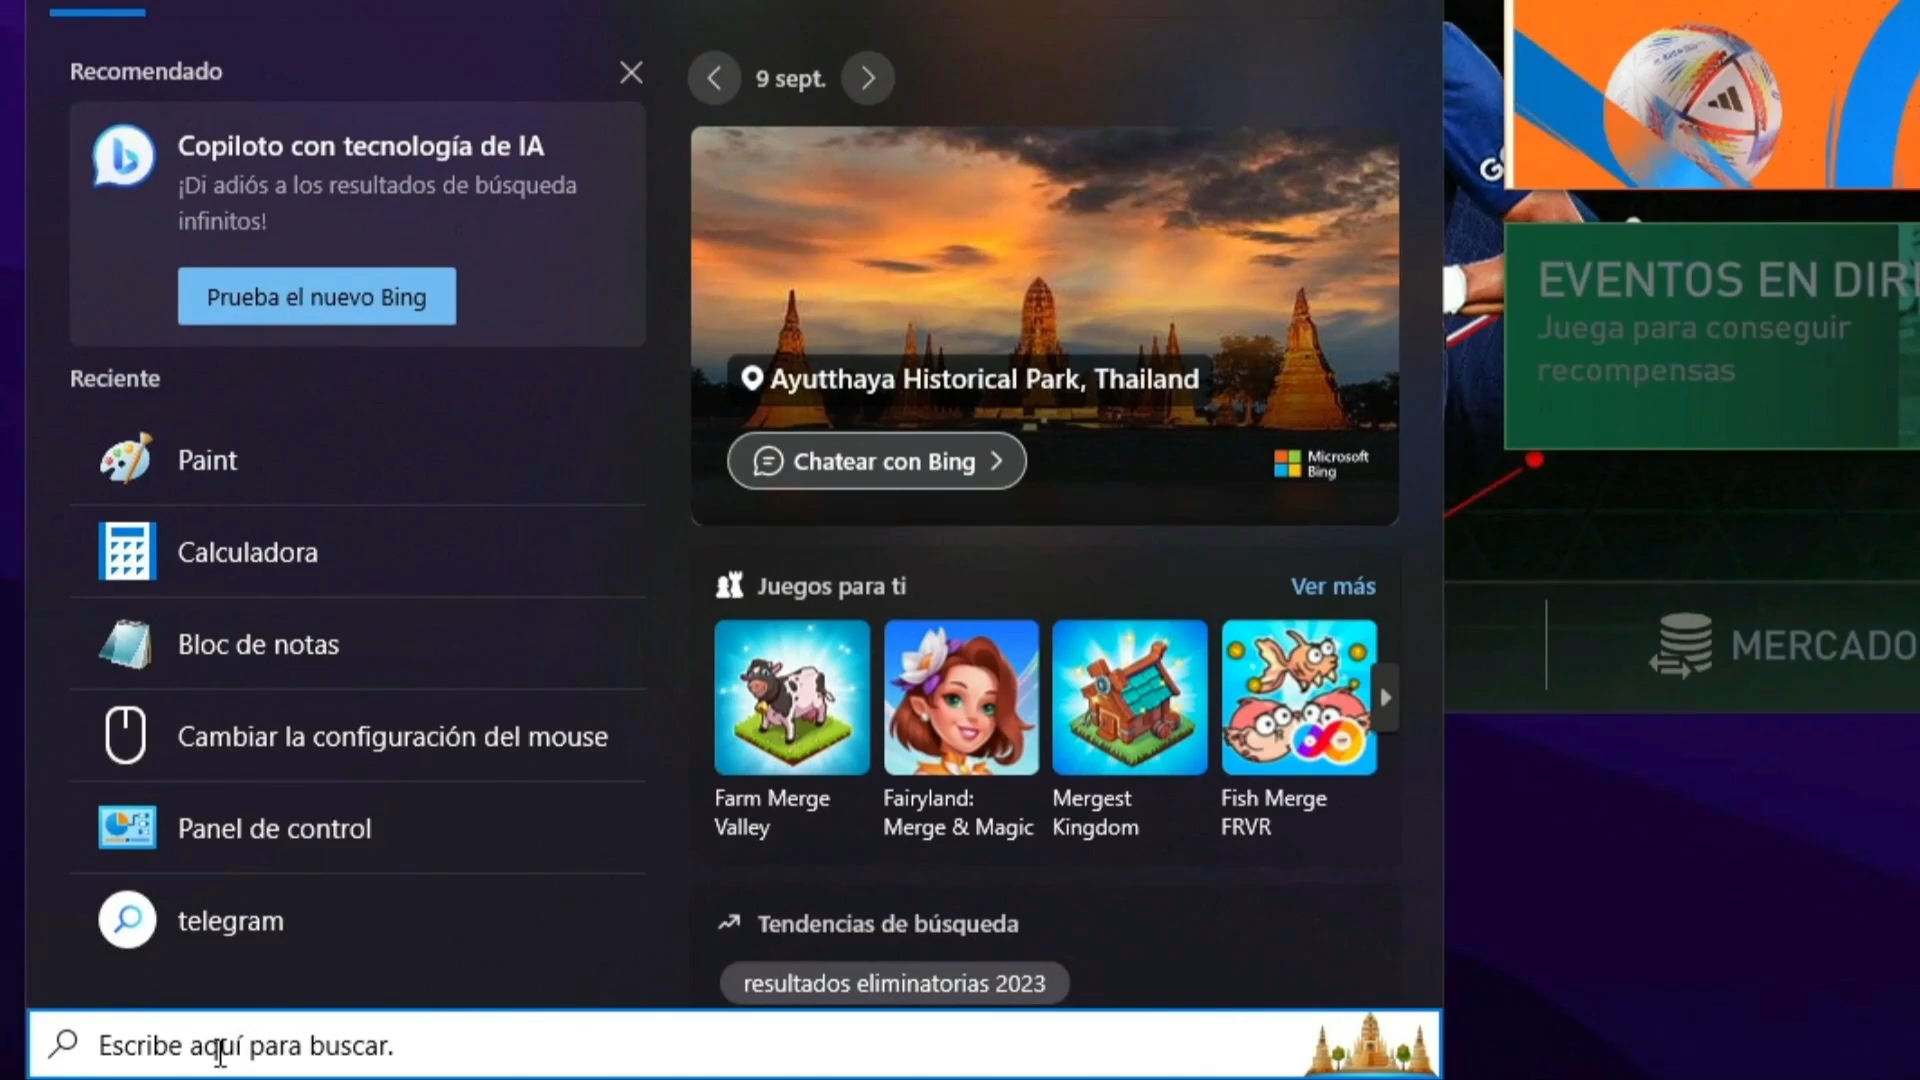 Recomendado
Copiloto con tecnología de IA
¡Di adiós a los resultados de búsqueda
infinitos!
Prueba el nuevo Bing
Reciente
Paint
Calculadora
Bloc de notas
Cambiar la configuración del mouse
Panel de control
telegram
Escribe aquí para buscar.
9 sept.
Ayutthaya Historical Park, Thailand
Chatear con Bing
Microsoft
Bing
Juegos para ti
Ver más
Farm Merge
Valley
Fairyland:
Merge & Magic
Mergest
Kingdom
Fish Merge
FRVR
Tendencias de búsqueda
resultados eliminatorias 2023
EVENTOS EN DIR
Juega para conseguir
recompensas
MERCADO